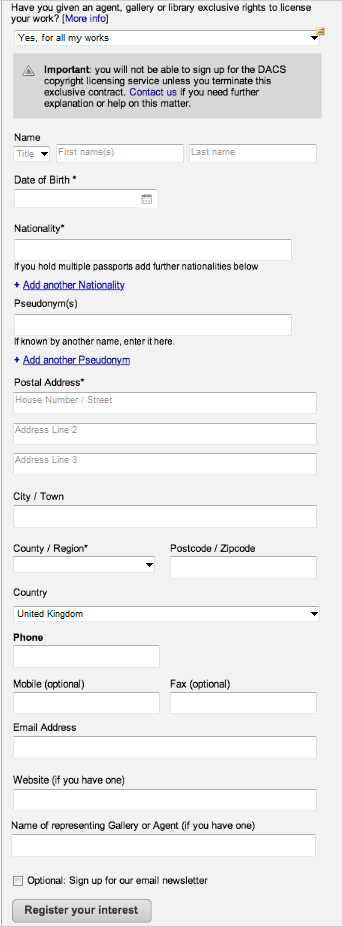 Have you given an agent, gallery or library exclusive rights to license
your work? [More info]
Yes, for all my works
Important: you will not be able to sign up for the DACS
copyright licensing service unless you terminate this
exclusive contract. Contact us if you need further
explanation or help on this matter.
Name
Title First name(s) Last name
Date of Birth *
Nationality*
If you hold multiple passports add further nationalities below
+ Add another Nationality
Pseudonym(s)
If known by another name, enter it here.
+ Add another Pseudonym
Postal Address*
House Number / Street
Address Line 2
Address Line 3
City / Town
County / Region* Postcode / Zipcode
Country
United Kingdom
Phone
Mobile (optional) Fax (optional)
Email Address
Website (if you have one)
Name of representing Gallery or Agent (if you have one)
Optional: Sign up for our email newsletter
Register your interest